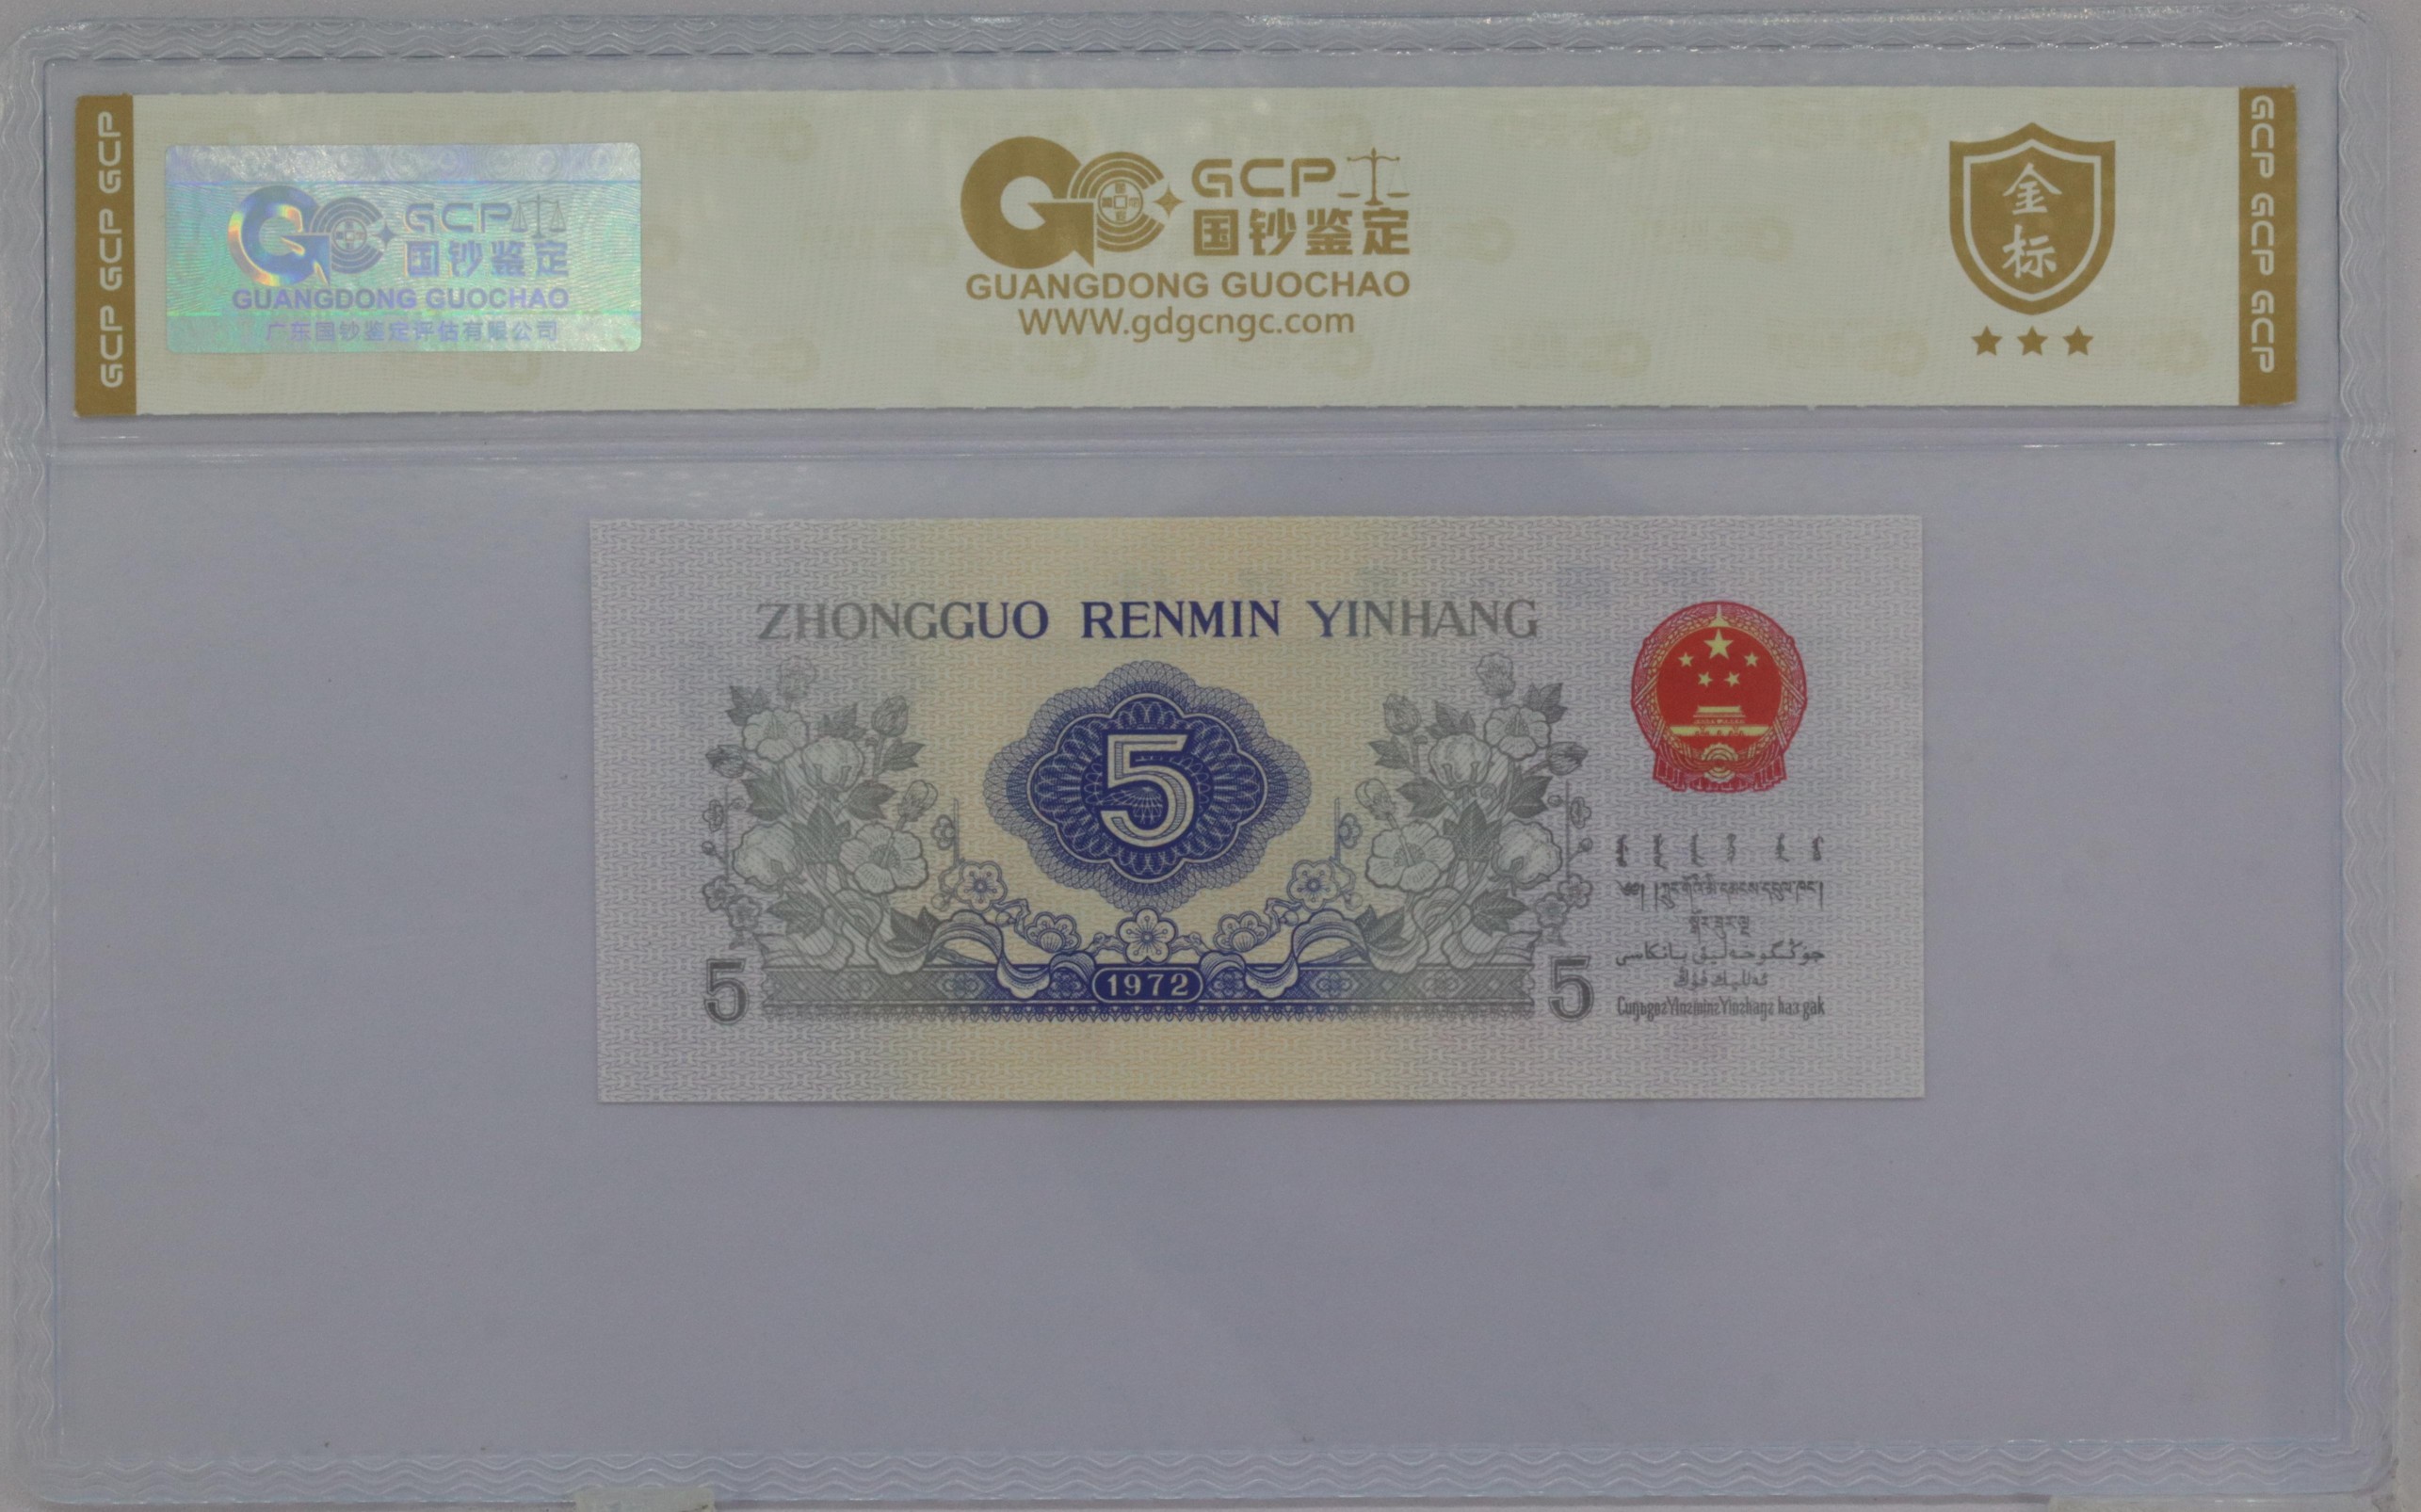 GCP GCP GCP
GCP
国钞鉴定
GUANGDONG GUOCHAO
广东国钞鉴定评估有限公司
GCP
国钞鉴定
GUANGDONG GUOCHAO
WWW.gdgcngc.com
金
标
GCP GCP GCP
ZHONGGUO RENMIN YINHANG
5
1972
5
5